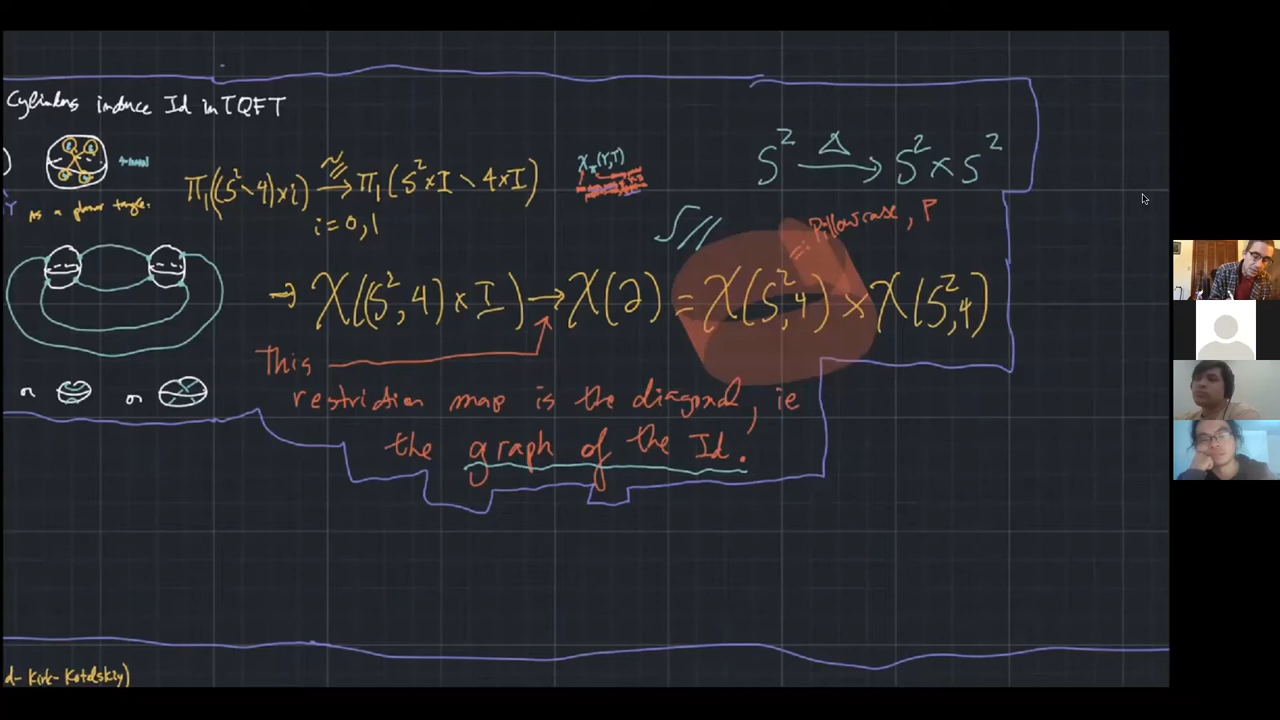 Cylinders induce Id in TQFT
4-punct
As a planar tangle.
π₁((S²∖4)×i) ≅→ π₁(S²×I∖4×I)
i=0,1
S² Δ→ S²×S²
=: Pillowcase, P
→ χ((S²,4)×I) → χ(∂) = χ(S²,4) × χ(S²,4)
This
restriction map is the diagonal, ie
the graph of the Id.
or or
d-Kirk-Kotelskiy)